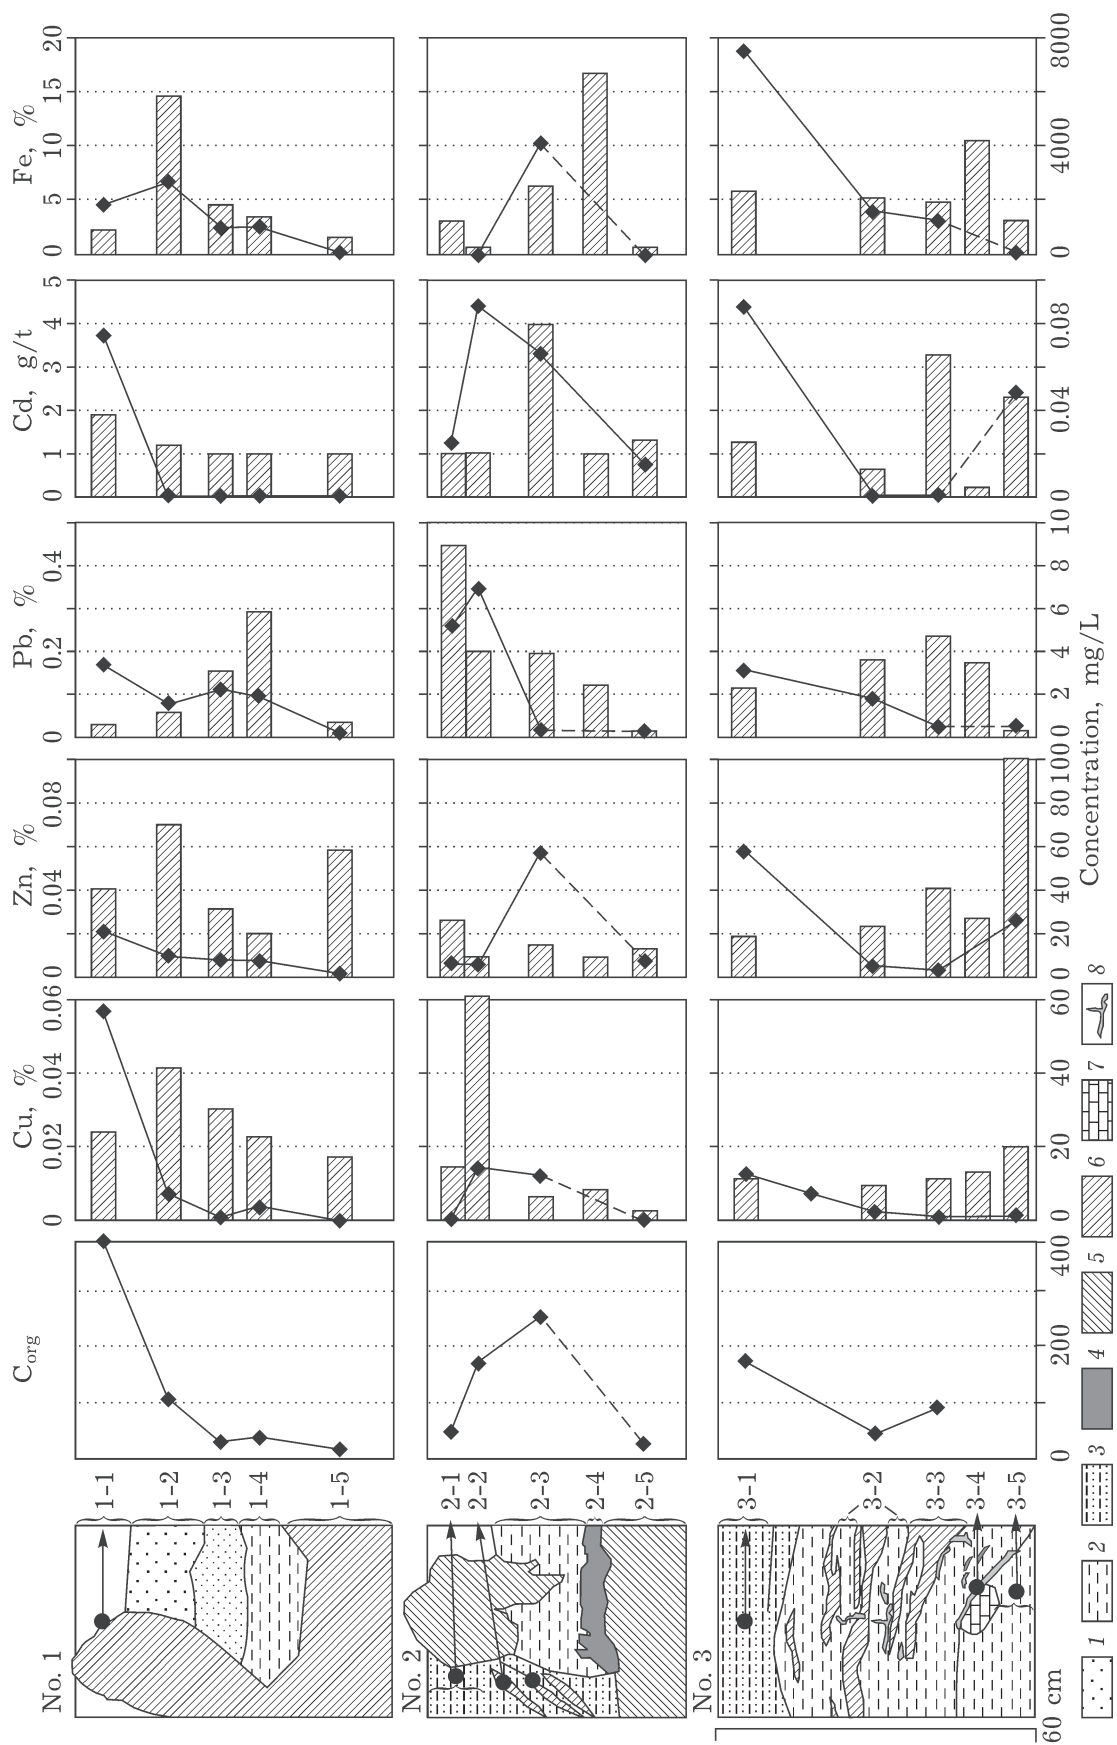 Corg Cu, % Zn, % Pb, % Cd, g/t Fe, %
0 0.02 0.04 0.06 0 0.04 0.08 0 0.2 0.4 0 1 2 3 4 5 0 5 10 15 20
No. 1
1–1
1–2
1–3
1–4
1–5
No. 2
2–1
2–2
2–3
2–4
2–5
No. 3
3–1
3–2
3–3
3–4
3–5
60 cm
0 200 400 0 20 40 60 0 20 40 60 80 100 0 2 4 6 8 10 0 0.04 0.08 0 4000 8000
Concentration, mg/L
1 2 3 4 5 6 7 8